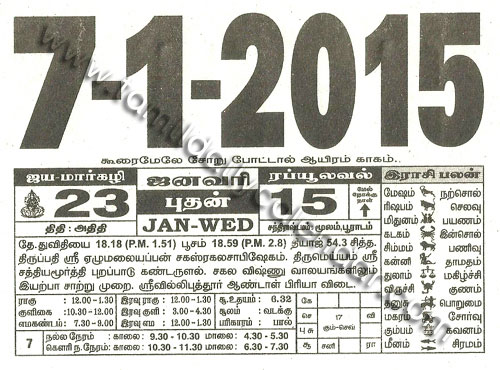 7-1-2015
www.tamildailycalendar.com
கூரைமேலே சோறு போட்டால் ஆயிரம் காகம்..
ஜய-மார்கழி ஜனவரி ரப்யூலவல் மேல் நோக்கு நாள் இராசி பலன்
23 புதன் 15
திதி : அதிதி JAN-WED சந்திராஷ்டமம்: மூலம், பூராடம்
மேஷம் நற்சொல்
ரிஷபம் செலவு
மிதுனம் பயணம்
கடகம் இன்சொல்
சிம்மம் பணிவு
கன்னி தாமதம்
துலாம் மகிழ்ச்சி
விருச். குணம்
தனுசு பொறுமை
மகரம் சோர்வு
கும்பம் கவனம்
மீனம் சிரமம்
தே.துவிதியை 18.18 (P.M. 1.51) பூசம் 18.59 (P.M. 2.8) தியாஜ் 54.3 சித்த.
திருப்பதி ஸ்ரீ ஏழுமலையப்பன் சகஸ்ரகலசாபிஷேகம். திருமெயம் ஸ்ரீ
சத்தியமூர்த்தி புறப்பாடு கண்டருளல். சகல விஷ்ணு வாலயங்களிலும்
இயற்பா சாற்று முறை. ஸ்ரீவில்லிபுத்தூர் ஆண்டாள் பிரியா விடை.
ராகு : 12.00 -1.30 இரவு ராகு : 12.00-1.30 சூ.உதயம் : 6.32
குளிகை :10.30 -12.00 இரவு குளிகை : 3.00-4.30 சூலம் : வடக்கு
எமகண்டம் : 7.30 -9.00 இரவு எம : 12.00-1.30 பரிகாரம் : பால்
7 நல்ல நேரம் : காலை : 9.30 - 10.30 மாலை : 4.30 - 5.30
கௌரி ந.நேரம் : காலை : 10.30 - 11.30 மாலை : 6.30 - 7.30
கே
செ 17 வி
பு சு கும்-செவ்
சூ சனி ரா